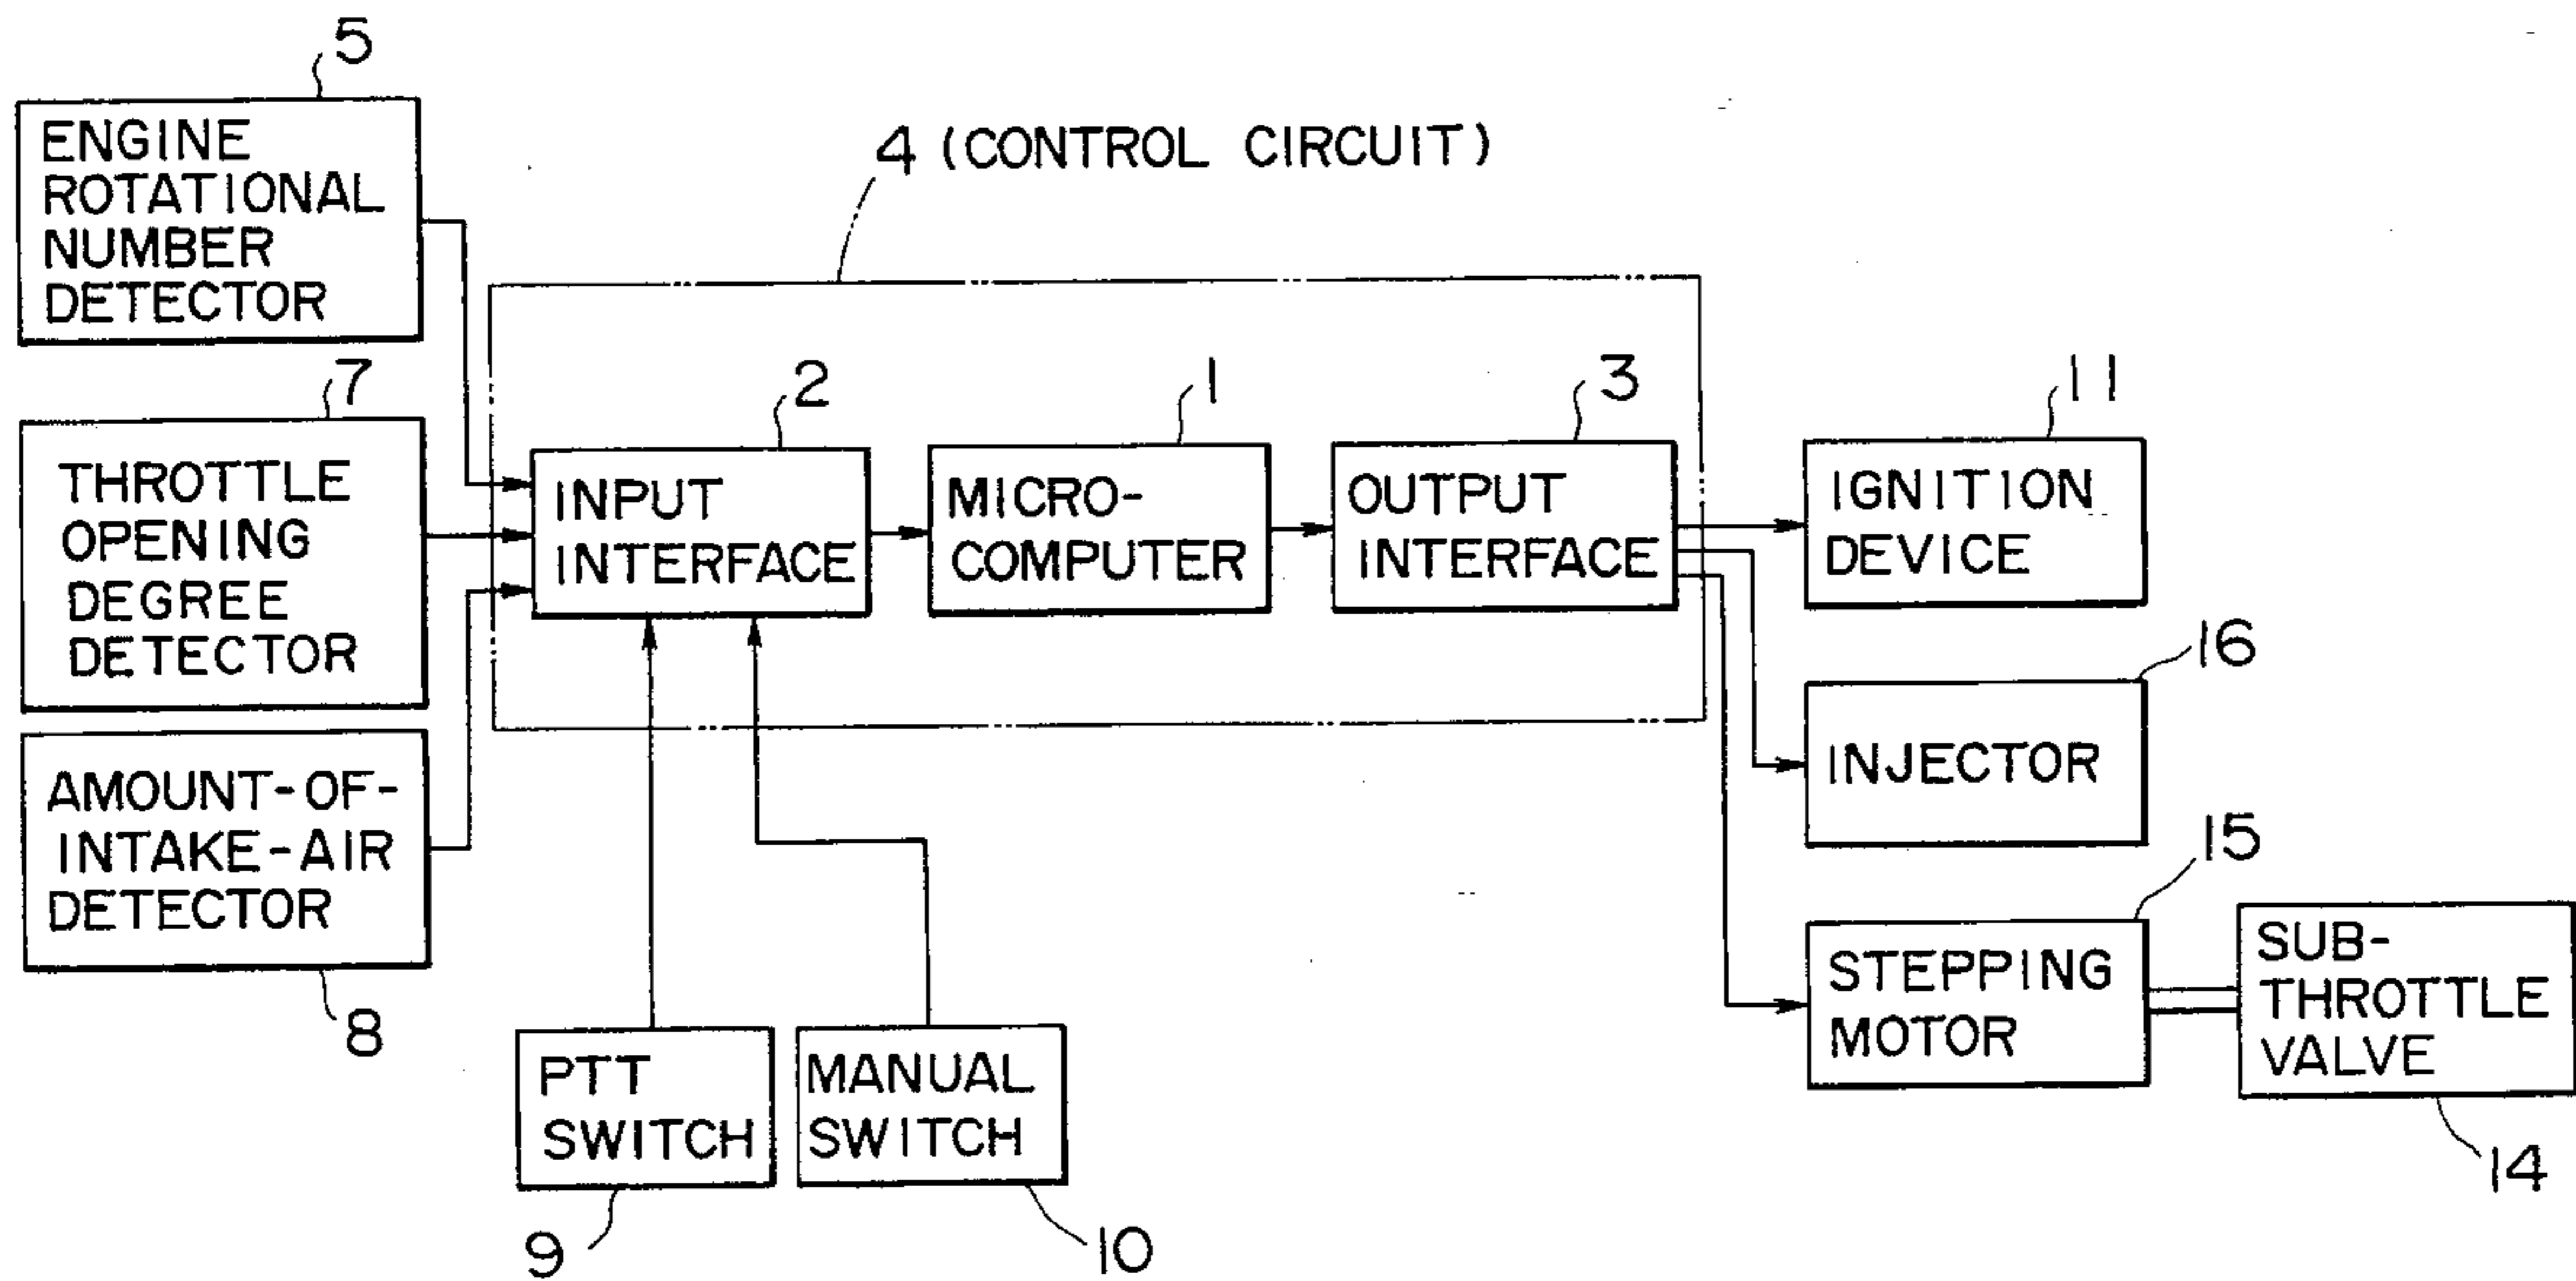 5
ENGINE
ROTATIONAL
NUMBER
DETECTOR
4 (CONTROL CIRCUIT)
7
THROTTLE
OPENING
DEGREE
DETECTOR
2
INPUT
INTERFACE
1
MICRO-
COMPUTER
3
OUTPUT
INTERFACE
11
IGNITION
DEVICE
16
INJECTOR
AMOUNT-OF-
INTAKE-AIR
DETECTOR
8
15
STEPPING
MOTOR
SUB-
THROTTLE
VALVE
14
PTT
SWITCH
9
MANUAL
SWITCH
10